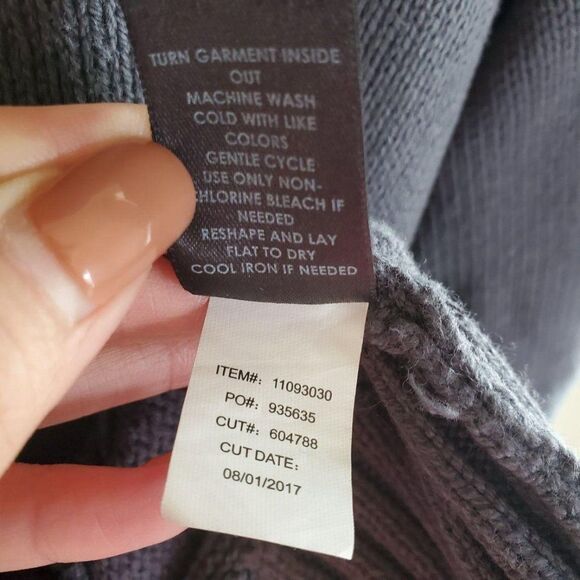 TURN GARMENT INSIDE
OUT
MACHINE WASH
COLD WITH LIKE
COLORS
GENTLE CYCLE
USE ONLY NON-
CHLORINE BLEACH IF
NEEDED
RESHAPE AND LAY
FLAT TO DRY
COOL IRON IF NEEDED
ITEM#: 11093030
PO#: 935635
CUT#: 604788
CUT DATE:
08/01/2017